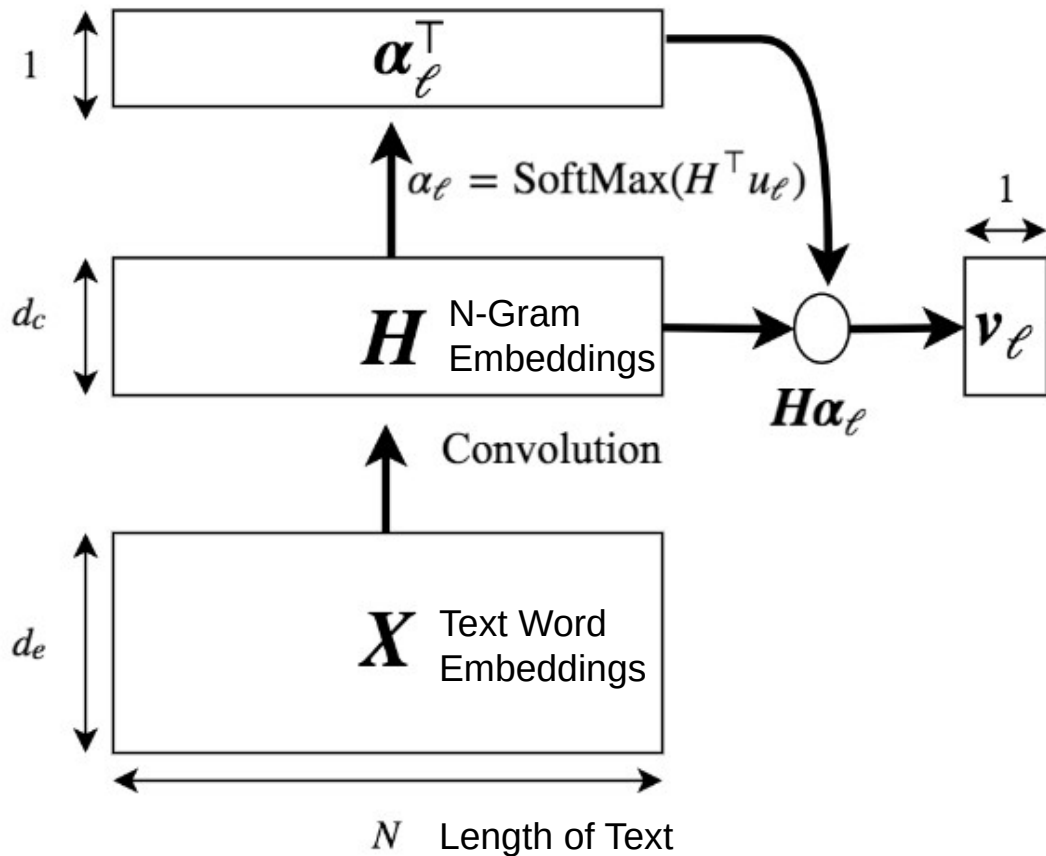 1
α_ℓ^⊤
α_ℓ = SoftMax(H^⊤ u_ℓ)
1
d_c
H N-Gram
Embeddings
v_ℓ
Hα_ℓ
Convolution
d_e
X Text Word
Embeddings
N Length of Text